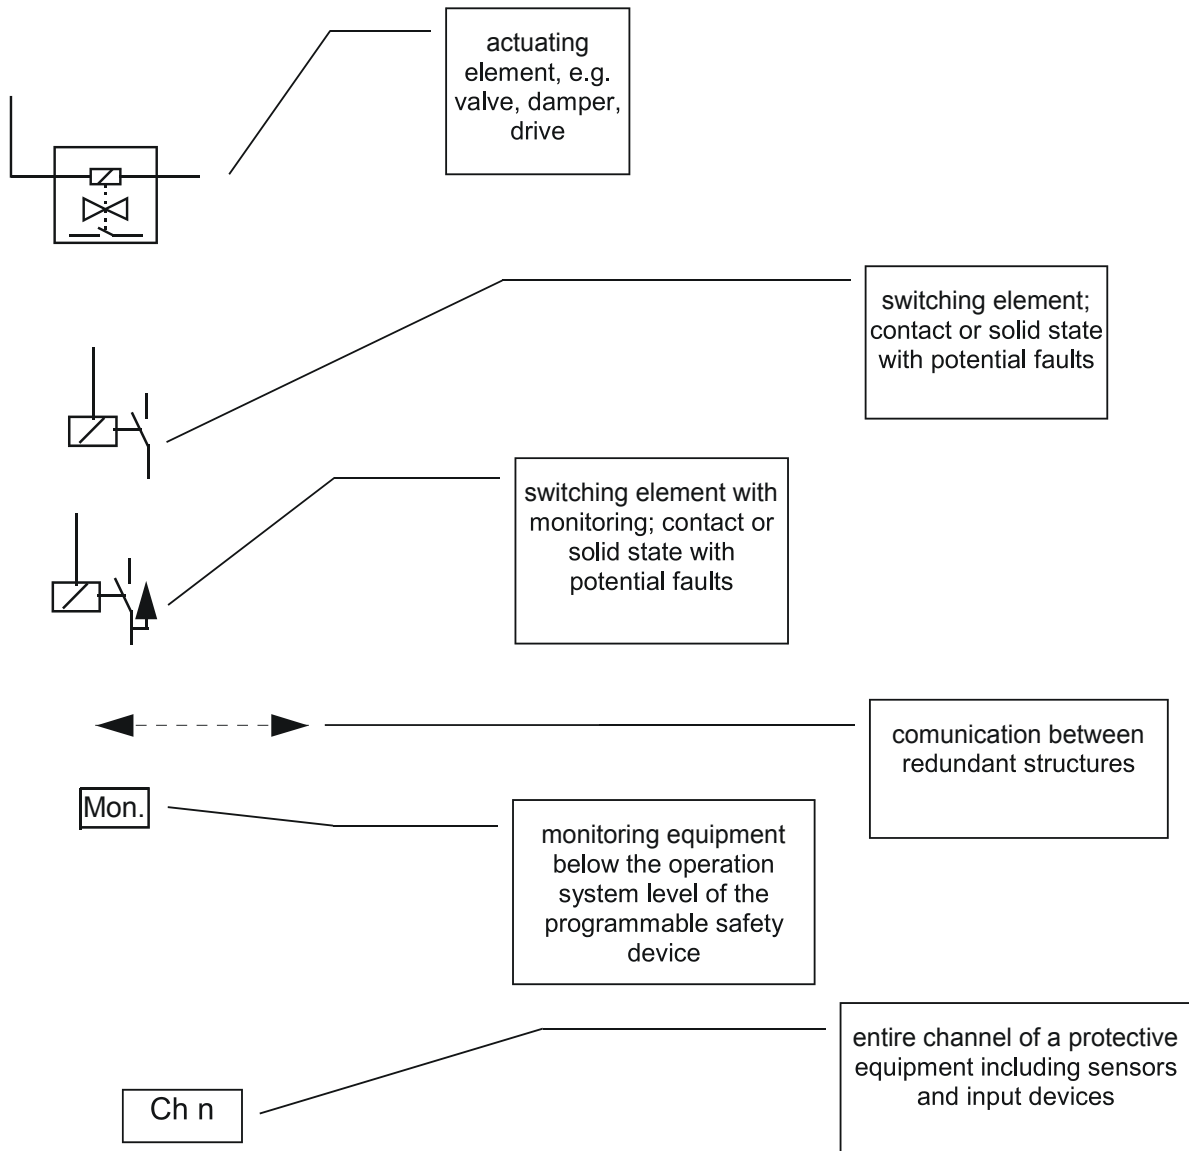 actuating
element, e.g.
valve, damper,
drive
switching element;
contact or solid state
with potential faults
switching element with
monitoring; contact or
solid state with
potential faults
comunication between
redundant structures
Mon.
monitoring equipment
below the operation
system level of the
programmable safety
device
entire channel of a protective
equipment including sensors
and input devices
Ch n